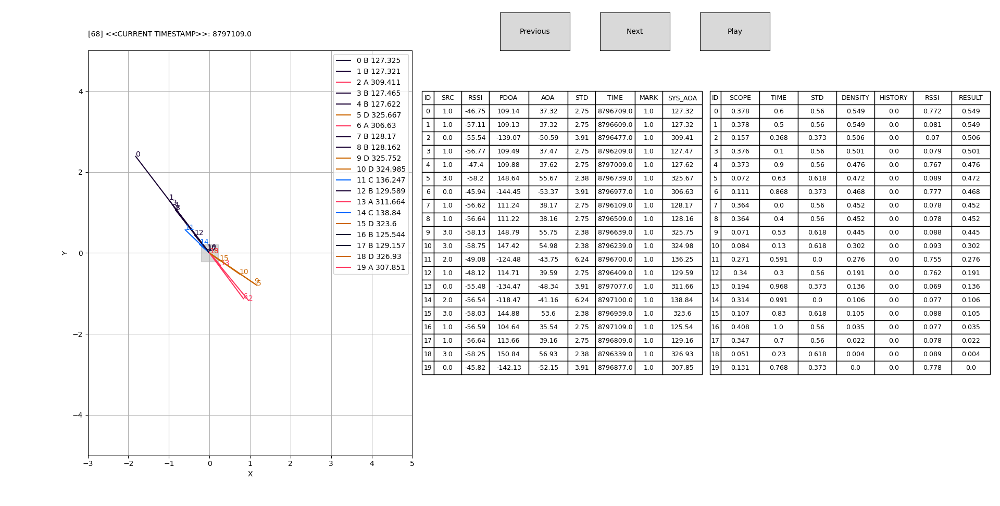 Previous
Next
Play
[68] <<CURRENT TIMESTAMP>>: 8797109.0
0 B 127.325
1 B 127.321
2 A 309.411
3 B 127.465
4 B 127.622
5 D 325.667
6 A 306.63
7 B 128.17
8 B 128.162
9 D 325.752
10 D 324.985
11 C 136.247
12 B 129.589
13 A 311.664
14 C 138.84
15 D 323.6
16 B 125.544
17 B 129.157
18 D 326.93
19 A 307.851
4
2
0
−2
−4
Y
−3 −2 −1 0 1 2 3 4 5
X
0
1
3
11
12
14
15
13
10
9
5
6
2
ID SRC RSSI PDOA AOA STD TIME MARK SYS_AOA
0 1.0 -46.75 109.14 37.32 2.75 8796709.0 1.0 127.32
1 1.0 -57.11 109.13 37.32 2.75 8796609.0 1.0 127.32
2 0.0 -55.54 -139.07 -50.59 3.91 8796477.0 1.0 309.41
3 1.0 -56.77 109.49 37.47 2.75 8796209.0 1.0 127.47
4 1.0 -47.4 109.88 37.62 2.75 8797009.0 1.0 127.62
5 3.0 -58.2 148.64 55.67 2.38 8796739.0 1.0 325.67
6 0.0 -45.94 -144.45 -53.37 3.91 8796977.0 1.0 306.63
7 1.0 -56.62 111.24 38.17 2.75 8796109.0 1.0 128.17
8 1.0 -56.64 111.22 38.16 2.75 8796509.0 1.0 128.16
9 3.0 -58.13 148.79 55.75 2.38 8796639.0 1.0 325.75
10 3.0 -58.75 147.42 54.98 2.38 8796239.0 1.0 324.98
11 2.0 -49.08 -124.48 -43.75 6.24 8796700.0 1.0 136.25
12 1.0 -48.12 114.71 39.59 2.75 8796409.0 1.0 129.59
13 0.0 -55.48 -134.47 -48.34 3.91 8797077.0 1.0 311.66
14 2.0 -56.54 -118.47 -41.16 6.24 8797100.0 1.0 138.84
15 3.0 -58.03 144.88 53.6 2.38 8796939.0 1.0 323.6
16 1.0 -56.59 104.64 35.54 2.75 8797109.0 1.0 125.54
17 1.0 -56.64 113.66 39.16 2.75 8796809.0 1.0 129.16
18 3.0 -58.25 150.84 56.93 2.38 8796339.0 1.0 326.93
19 0.0 -45.82 -142.13 -52.15 3.91 8796877.0 1.0 307.85
ID SCOPE TIME STD DENSITY HISTORY RSSI RESULT
0 0.378 0.6 0.56 0.549 0.0 0.772 0.549
1 0.378 0.5 0.56 0.549 0.0 0.081 0.549
2 0.157 0.368 0.373 0.506 0.0 0.07 0.506
3 0.376 0.1 0.56 0.501 0.0 0.079 0.501
4 0.373 0.9 0.56 0.476 0.0 0.767 0.476
5 0.072 0.63 0.618 0.472 0.0 0.089 0.472
6 0.111 0.868 0.373 0.468 0.0 0.777 0.468
7 0.364 0.0 0.56 0.452 0.0 0.078 0.452
8 0.364 0.4 0.56 0.452 0.0 0.078 0.452
9 0.071 0.53 0.618 0.445 0.0 0.088 0.445
10 0.084 0.13 0.618 0.302 0.0 0.093 0.302
11 0.271 0.591 0.0 0.276 0.0 0.755 0.276
12 0.34 0.3 0.56 0.191 0.0 0.762 0.191
13 0.194 0.968 0.373 0.136 0.0 0.069 0.136
14 0.314 0.991 0.0 0.106 0.0 0.077 0.106
15 0.107 0.83 0.618 0.105 0.0 0.088 0.105
16 0.408 1.0 0.56 0.035 0.0 0.077 0.035
17 0.347 0.7 0.56 0.022 0.0 0.078 0.022
18 0.051 0.23 0.618 0.004 0.0 0.089 0.004
19 0.131 0.768 0.373 0.0 0.0 0.778 0.0